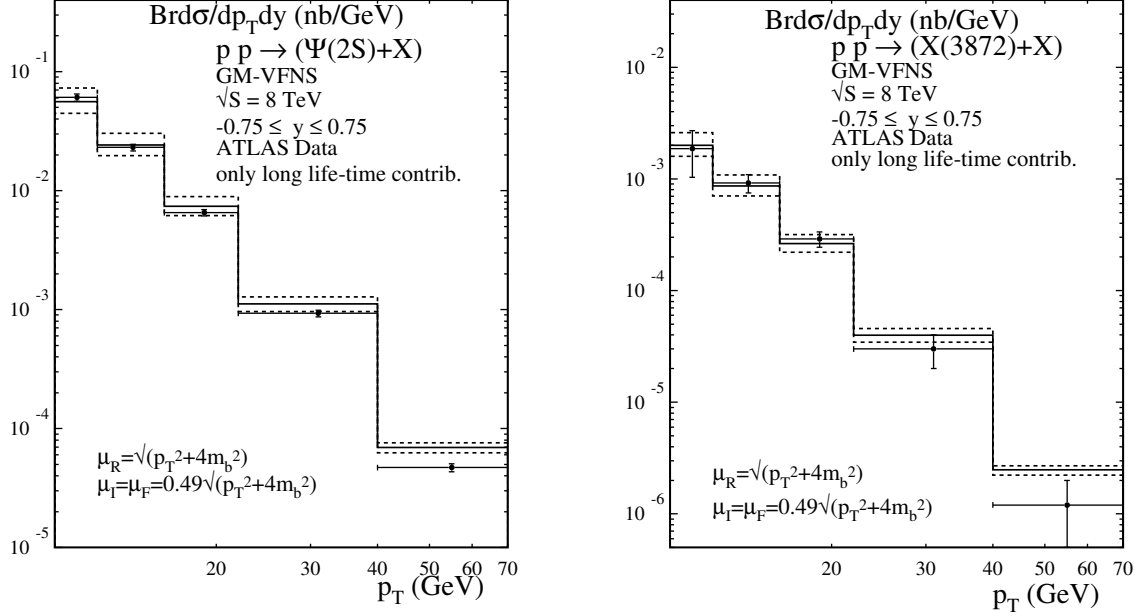 Brdσ/dp_Tdy (nb/GeV)
p p → (Ψ(2S)+X)
GM-VFNS
√S = 8 TeV
-0.75 ≤ y ≤ 0.75
ATLAS Data
only long life-time contrib.
10^-1
10^-2
10^-3
10^-4
10^-5
μ_R=√(p_T^2+4m_b^2)
μ_I=μ_F=0.49√(p_T^2+4m_b^2)
20 30 40 50 60 70
p_T (GeV)
Brdσ/dp_Tdy (nb/GeV)
p p → (X(3872)+X)
GM-VFNS
√S = 8 TeV
-0.75 ≤ y ≤ 0.75
ATLAS Data
only long life-time contrib.
10^-2
10^-3
10^-4
10^-5
10^-6
μ_R=√(p_T^2+4m_b^2)
μ_I=μ_F=0.49√(p_T^2+4m_b^2)
20 30 40 50 60 70
p_T (GeV)